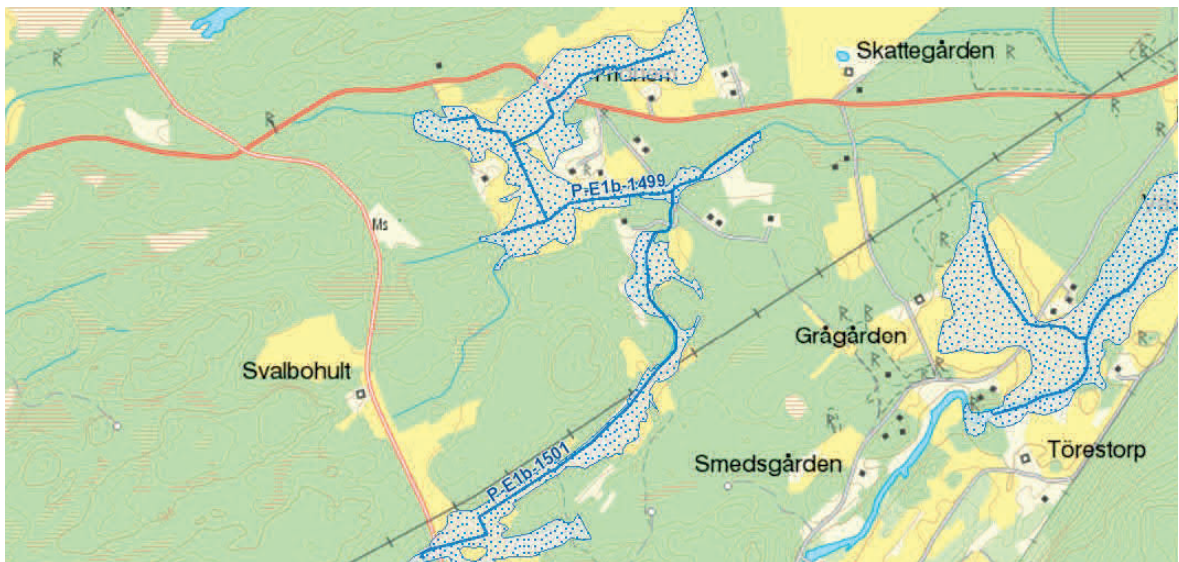 Skattegården
P-E1b-1499
Ms
Grågården
Svalbohult
Törestorp
Smedsgården
P-E1b-1501
R
R
R
R
R
R
R
R
R